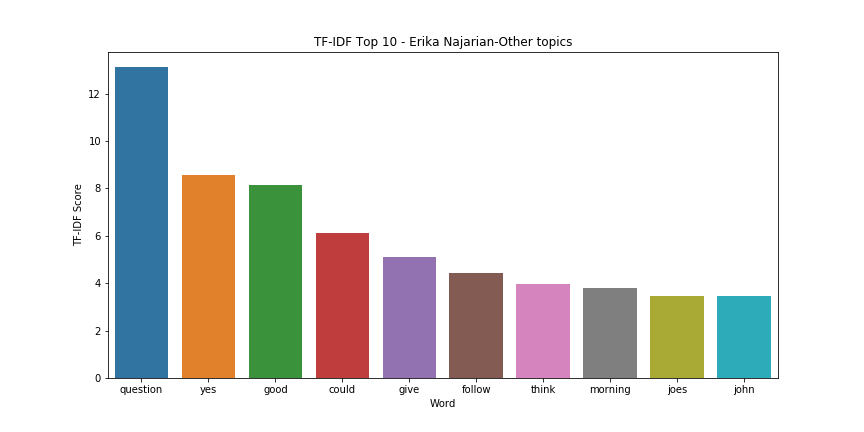 TF-IDF Top 10 - Erika Najarian-Other topics
TF-IDF Score
12
10
8
6
4
2
0
question yes good could give follow think morning joes john
Word